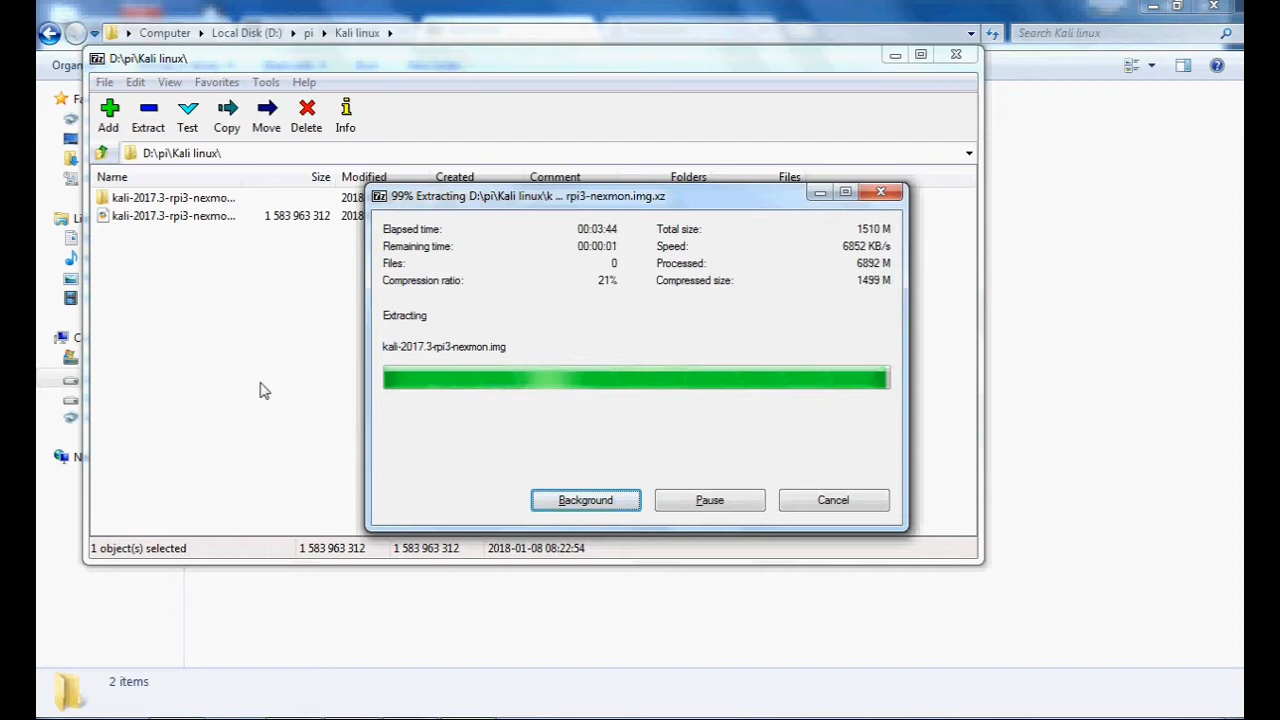 Computer Local Disk (D:) pi Kali linux Search Kali linux
D:\pi\Kali linux\
Organ
File Edit View Favorites Tools Help
Add Extract Test Copy Move Delete Info
D:\pi\Kali linux\
Name Size Modified Created Comment Folders Files
kali-2017.3-rpi3-nexmo... 2018
kali-2017.3-rpi3-nexmo... 1 583 963 312 2018
99% Extracting D:\pi\Kali linux\k ... rpi3-nexmon.img.xz
Elapsed time: 00:03:44 Total size: 1510 M
Remaining time: 00:00:01 Speed: 6852 KB/s
Files: 0 Processed: 6892 M
Compression ratio: 21% Compressed size: 1499 M
Extracting
kali-2017.3-rpi3-nexmon.img
Background Pause Cancel
Fa
Li
C
N
1 object(s) selected 1 583 963 312 1 583 963 312 2018-01-08 08:22:54
2 items